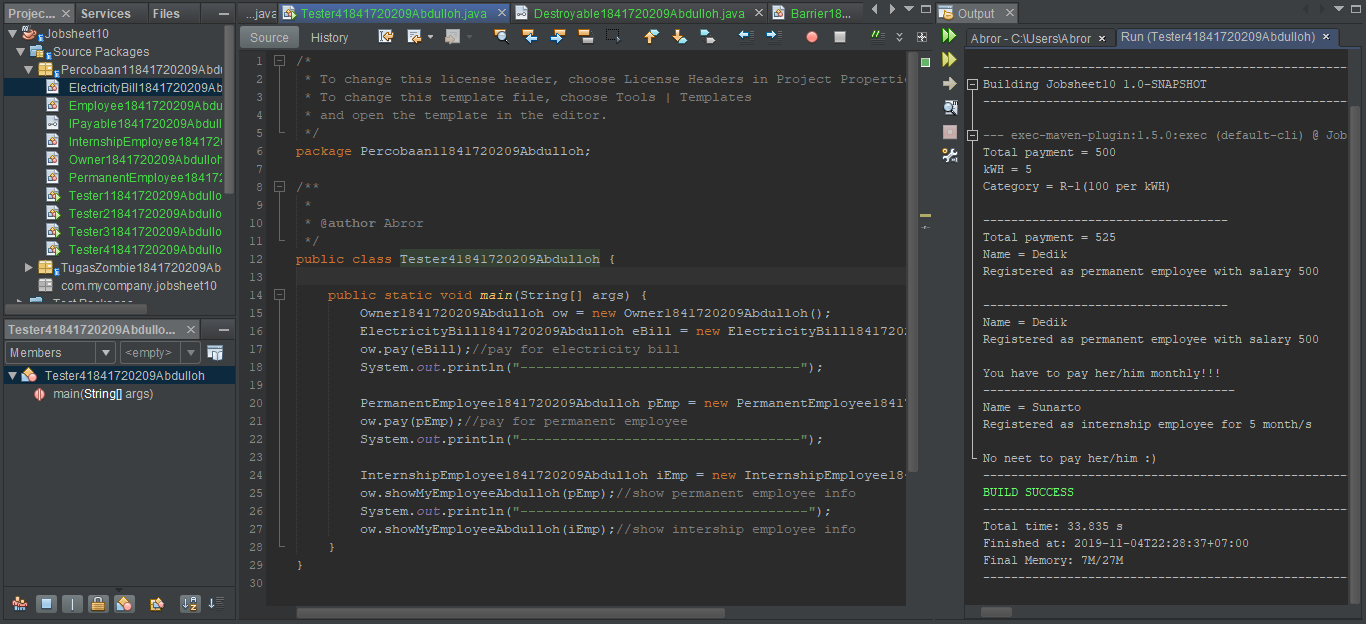 Projec...
Services
Files
Jobsheet10
Source Packages
Percobaan11841720209Abdu
ElectricityBill1841720209Ab
Employee1841720209Abdu
IPayable1841720209Abdull
InternshipEmployee184172(
Owner1841720209Abdulloh
PermanentEmployee184172
Tester11841720209Abdullo
Tester21841720209Abdullo
Tester31841720209Abdullo
Tester41841720209Abdullo
TugasZombie1841720209Ab
com.mycompany.jobsheet10
Test Packages
Tester41841720209Abdullo...
Members
<empty>
Tester41841720209Abdulloh
main(String[] args)
...java
Tester41841720209Abdulloh.java
Destroyable1841720209Abdulloh.java
Barrier18...
Source
History
1 /*
2 * To change this license header, choose License Headers in Project Propertie
3 * To change this template file, choose Tools | Templates
4 * and open the template in the editor.
5 */
6 package Percobaan11841720209Abdulloh;
7
8 /**
9 *
10 * @author Abror
11 */
12 public class Tester41841720209Abdulloh {
13
14 public static void main(String[] args) {
15 Owner1841720209Abdulloh ow = new Owner1841720209Abdulloh();
16 ElectricityBill1841720209Abdulloh eBill = new ElectricityBill18417202
17 ow.pay(eBill);//pay for electricity bill
18 System.out.println("-----------------------------------");
19
20 PermanentEmployee1841720209Abdulloh pEmp = new PermanentEmployee18417
21 ow.pay(pEmp);//pay for permanent employee
22 System.out.println("-----------------------------------");
23
24 InternshipEmployee1841720209Abdulloh iEmp = new InternshipEmployee184
25 ow.showMyEmployeeAbdulloh(pEmp);//show permanent employee info
26 System.out.println("------------------------------------");
27 ow.showMyEmployeeAbdulloh(iEmp);//show intership employee info
28 }
29 }
30
Output
Abror - C:\Users\Abror
Run (Tester41841720209Abdulloh)
------------------------------------------------------
Building Jobsheet10 1.0-SNAPSHOT
------------------------------------------------------
--- exec-maven-plugin:1.5.0:exec (default-cli) @ Job
Total payment = 500
kWH = 5
Category = R-1(100 per kWH)
-----------------------------------
Total payment = 525
Name = Dedik
Registered as permanent employee with salary 500
-----------------------------------
Name = Dedik
Registered as permanent employee with salary 500
You have to pay her/him monthly!!!
------------------------------------
Name = Sunarto
Registered as internship employee for 5 month/s
No neet to pay her/him :)
------------------------------------------------------
BUILD SUCCESS
------------------------------------------------------
Total time: 33.835 s
Finished at: 2019-11-04T22:28:37+07:00
Final Memory: 7M/27M
------------------------------------------------------